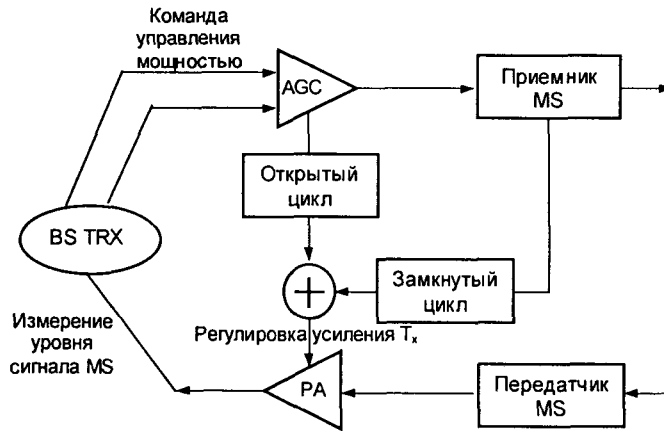 Команда
управления
мощностью
AGC
Приемник
MS
Открытый
цикл
BS TRX
Замкнутый
цикл
Измерение
уровня
сигнала MS
Регулировка усиления Tx
PA
Передатчик
MS